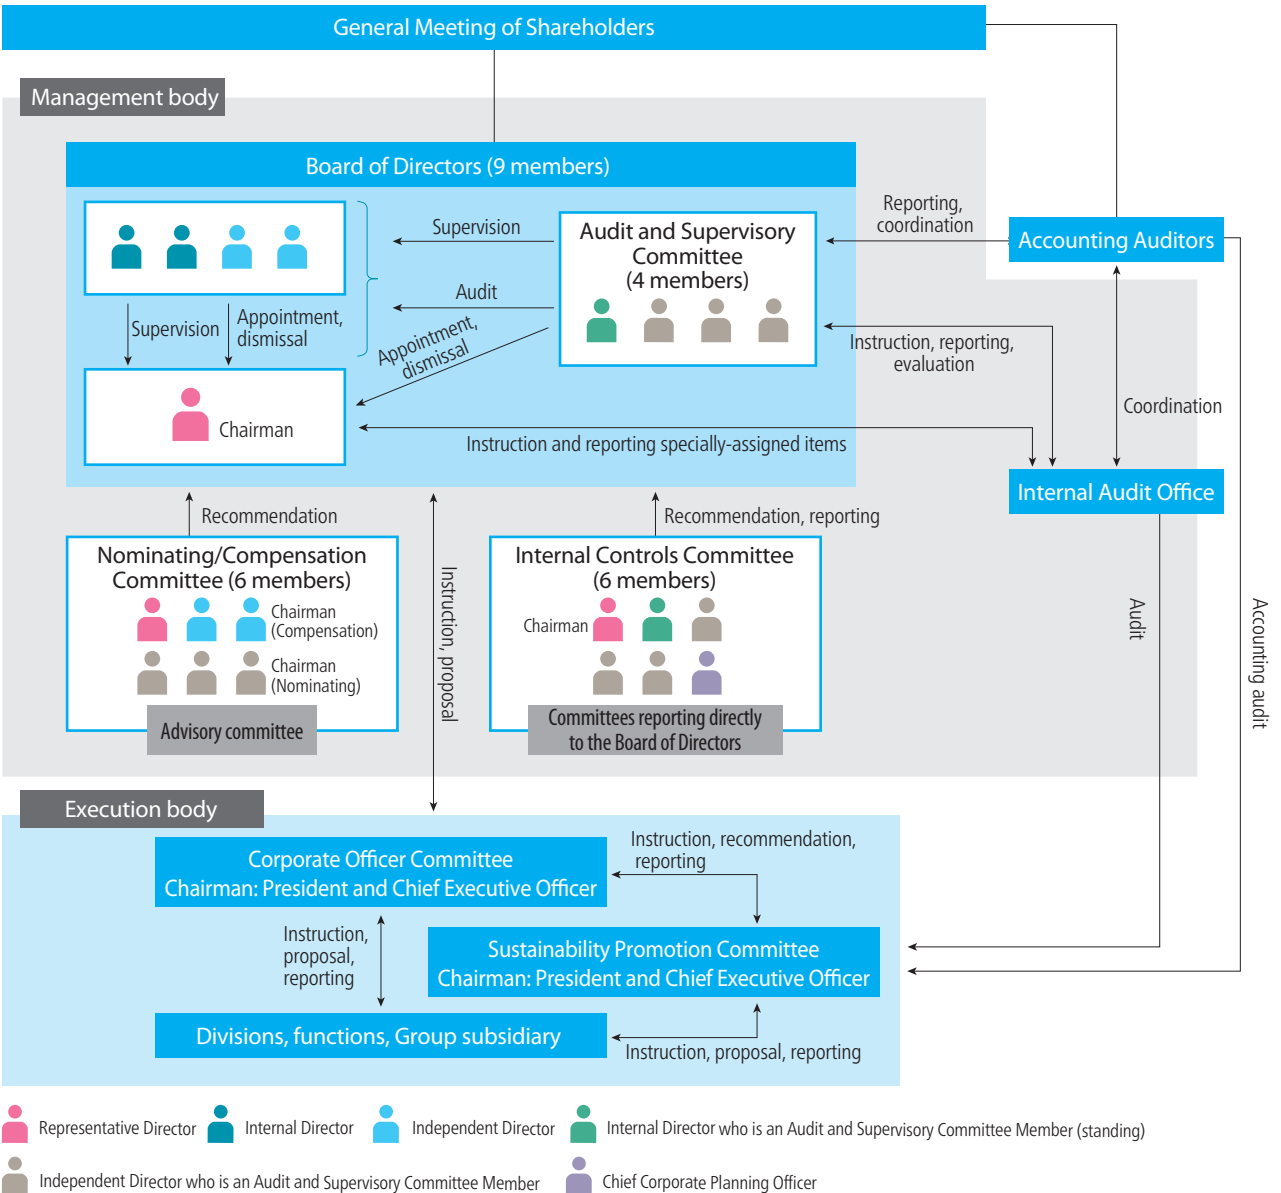 General Meeting of Shareholders
Management body
Board of Directors (9 members)
Supervision
Audit
Appointment,
dismissal
Audit and Supervisory
Committee
(4 members)
Reporting,
coordination
Accounting Auditors
Supervision
Appointment,
dismissal
Chairman
Instruction, reporting,
evaluation
Coordination
Instruction and reporting specially-assigned items
Internal Audit Office
Recommendation
Recommendation, reporting
Nominating/Compensation
Committee (6 members)
Chairman
(Compensation)
Chairman
(Nominating)
Advisory committee
Instruction, proposal
Internal Controls Committee
(6 members)
Chairman
Committees reporting directly
to the Board of Directors
Audit
Accounting audit
Execution body
Corporate Officer Committee
Chairman: President and Chief Executive Officer
Instruction, recommendation,
reporting
Instruction,
proposal,
reporting
Sustainability Promotion Committee
Chairman: President and Chief Executive Officer
Divisions, functions, Group subsidiary
Instruction, proposal, reporting
Representative Director
Internal Director
Independent Director
Internal Director who is an Audit and Supervisory Committee Member (standing)
Independent Director who is an Audit and Supervisory Committee Member
Chief Corporate Planning Officer